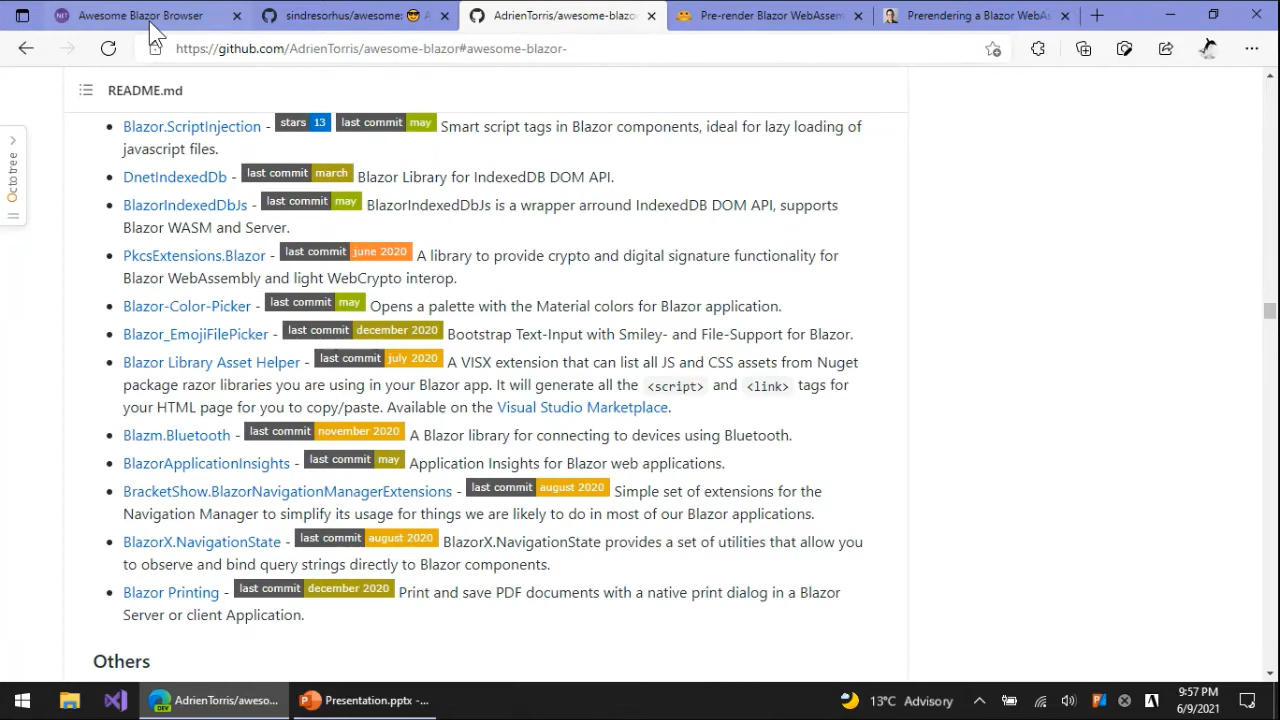 Awesome Blazor Browser
sindresorhus/awesome: 😎 A
AdrienTorris/awesome-blazo
Pre-render Blazor WebAssem
Prerendering a Blazor WebAs
https://github.com/AdrienTorris/awesome-blazor#awesome-blazor-
Octotree
README.md
Blazor.ScriptInjection - stars 13 last commit may Smart script tags in Blazor components, ideal for lazy loading of
javascript files.
DnetIndexedDb - last commit march Blazor Library for IndexedDB DOM API.
BlazorIndexedDbJs - last commit may BlazorIndexedDbJs is a wrapper arround IndexedDB DOM API, supports
Blazor WASM and Server.
PkcsExtensions.Blazor - last commit june 2020 A library to provide crypto and digital signature functionality for
Blazor WebAssembly and light WebCrypto interop.
Blazor-Color-Picker - last commit may Opens a palette with the Material colors for Blazor application.
Blazor_EmojiFilePicker - last commit december 2020 Bootstrap Text-Input with Smiley- and File-Support for Blazor.
Blazor Library Asset Helper - last commit july 2020 A VISX extension that can list all JS and CSS assets from Nuget
package razor libraries you are using in your Blazor app. It will generate all the <script> and <link> tags for
your HTML page for you to copy/paste. Available on the Visual Studio Marketplace.
Blazm.Bluetooth - last commit november 2020 A Blazor library for connecting to devices using Bluetooth.
BlazorApplicationInsights - last commit may Application Insights for Blazor web applications.
BracketShow.BlazorNavigationManagerExtensions - last commit august 2020 Simple set of extensions for the
Navigation Manager to simplify its usage for things we are likely to do in most of our Blazor applications.
BlazorX.NavigationState - last commit august 2020 BlazorX.NavigationState provides a set of utilities that allow you
to observe and bind query strings directly to Blazor components.
Blazor Printing - last commit december 2020 Print and save PDF documents with a native print dialog in a Blazor
Server or client Application.
Others
AdrienTorris/aweso...
Presentation.pptx -...
13°C Advisory
9:57 PM
6/9/2021